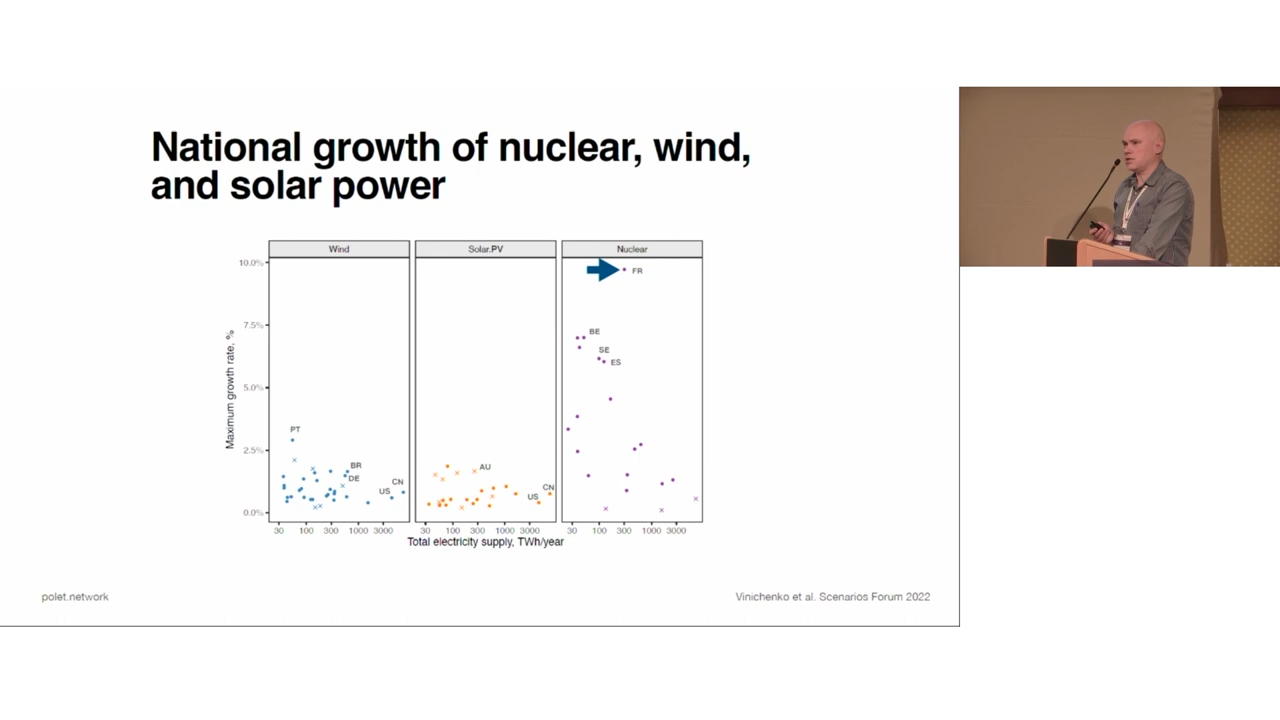 National growth of nuclear, wind,
and solar power
Wind
Solar.PV
Nuclear
Maximum growth rate, %
10.0%
7.5%
5.0%
2.5%
0.0%
PT
BR
DE
CN
US
AU
CN
US
FR
BE
SE
ES
30 100 300 1000 3000
30 100 300 1000 3000
30 100 300 1000 3000
Total electricity supply, TWh/year
polet.network
Vinichenko et al. Scenarios Forum 2022